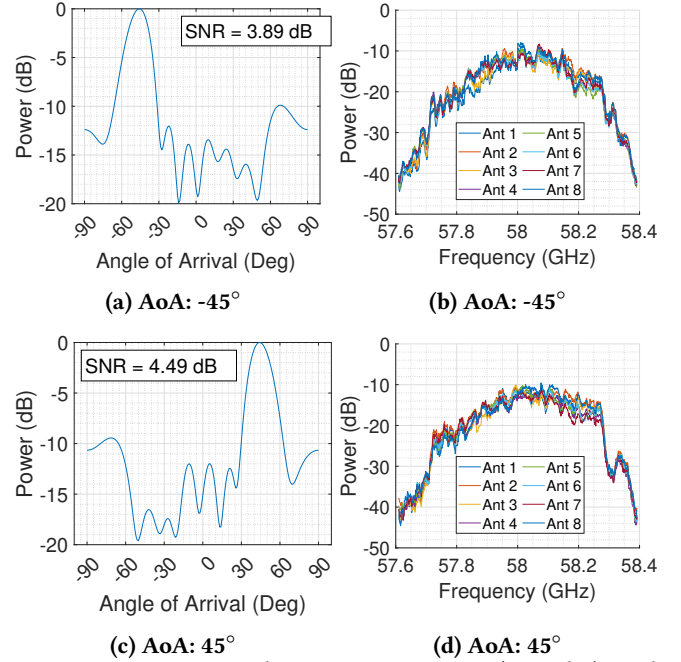 SNR = 3.89 dB
Power (dB)
0
-5
-10
-15
-20
-90
-60
-30
0
30
60
90
Angle of Arrival (Deg)
(a) AoA: -45°
Power (dB)
0
-10
-20
-30
-40
-50
Ant 1 Ant 5
Ant 2 Ant 6
Ant 3 Ant 7
Ant 4 Ant 8
57.6 57.8 58 58.2 58.4
Frequency (GHz)
(b) AoA: -45°
SNR = 4.49 dB
Power (dB)
0
-5
-10
-15
-20
-90
-60
-30
0
30
60
90
Angle of Arrival (Deg)
(c) AoA: 45°
Power (dB)
0
-10
-20
-30
-40
-50
Ant 1 Ant 5
Ant 2 Ant 6
Ant 3 Ant 7
Ant 4 Ant 8
57.6 57.8 58 58.2 58.4
Frequency (GHz)
(d) AoA: 45°